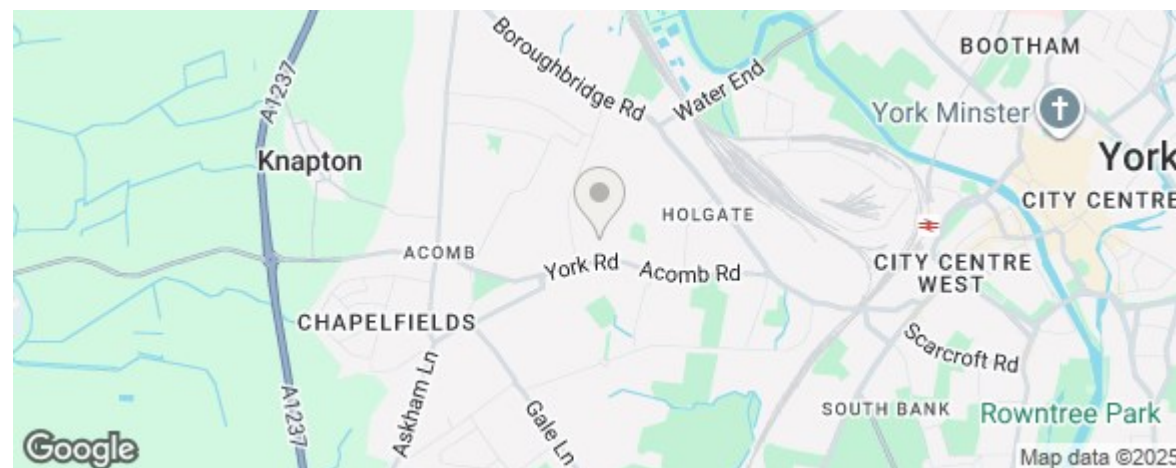 BOOTHAM
Boroughbridge Rd
Water End
A1237
York Minster
Knapton
York
CITY CENTRE
HOLGATE
ACOMB
York Rd
Acomb Rd
CITY CENTRE
WEST
CHAPELFIELDS
Scarcroft Rd
Askham Ln
A1237
Gale Ln
SOUTH BANK
Rowntree Park
Google
Map data ©2025